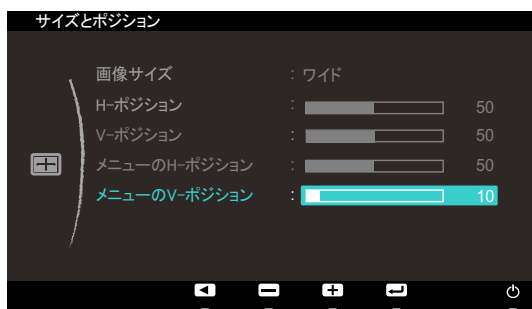 サイズとポジション
画像サイズ : ワイド
H-ポジション : 50
V-ポジション : 50
メニューのH-ポジション : 50
メニューのV-ポジション : 10